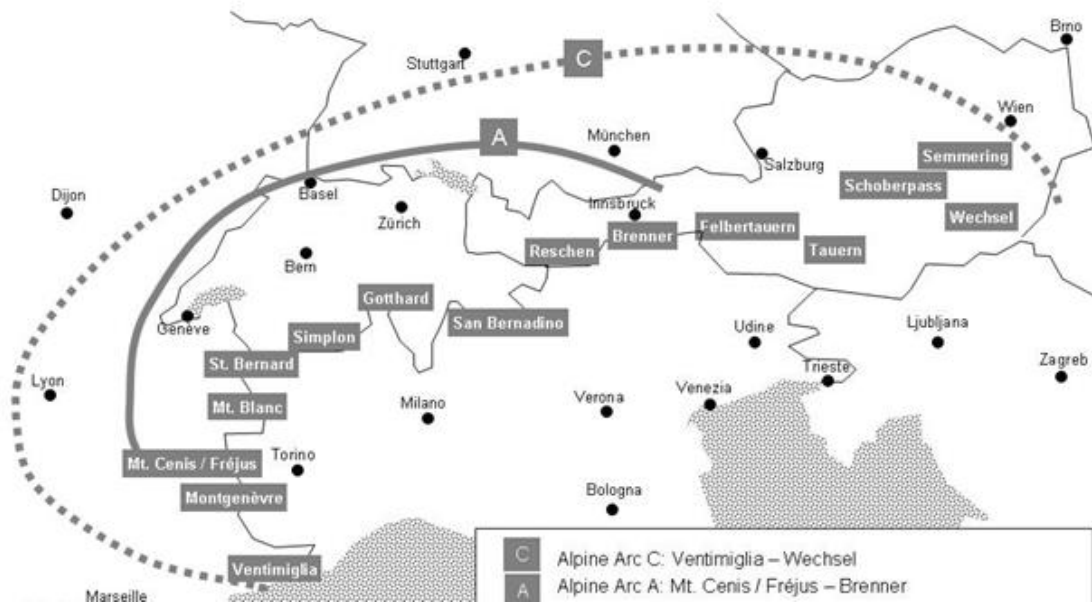 Brno
Stuttgart
C
Wien
A
München
Semmering
Salzburg
Schoberpass
Basel
Dijon
Zürich
Innsbruck
Wechsel
Felbertauern
Brenner
Reschen
Tauern
Bern
Gotthard
Genève
San Bernadino
Simplon
Udine
Ljubljana
St. Bernard
Trieste
Zagreb
Lyon
Mt. Blanc
Milano
Verona
Venezia
Mt. Cenis / Fréjus
Torino
Montgenèvre
Bologna
Ventimiglia
Marseille
C Alpine Arc C: Ventimiglia – Wechsel
A Alpine Arc A: Mt. Cenis / Fréjus – Brenner